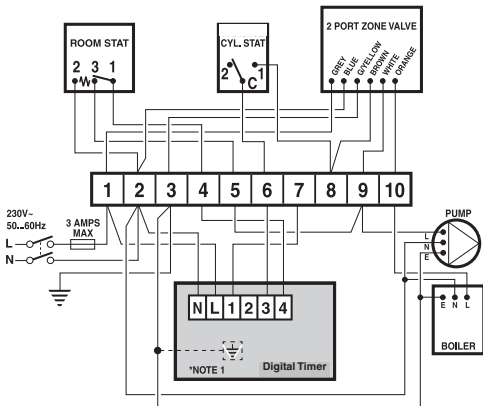 ROOM STAT
2 3 1
CYL. STAT
2 1
C
2 PORT ZONE VALVE
GREY
BLUE
G/YELLOW
BROWN
WHITE
ORANGE
1 2 3 4 5 6 7 8 9 10
230V~
50...60Hz
3 AMPS
MAX
L
N
PUMP
L
N
E
N L 1 2 3 4
E N L
BOILER
*NOTE 1
Digital Timer